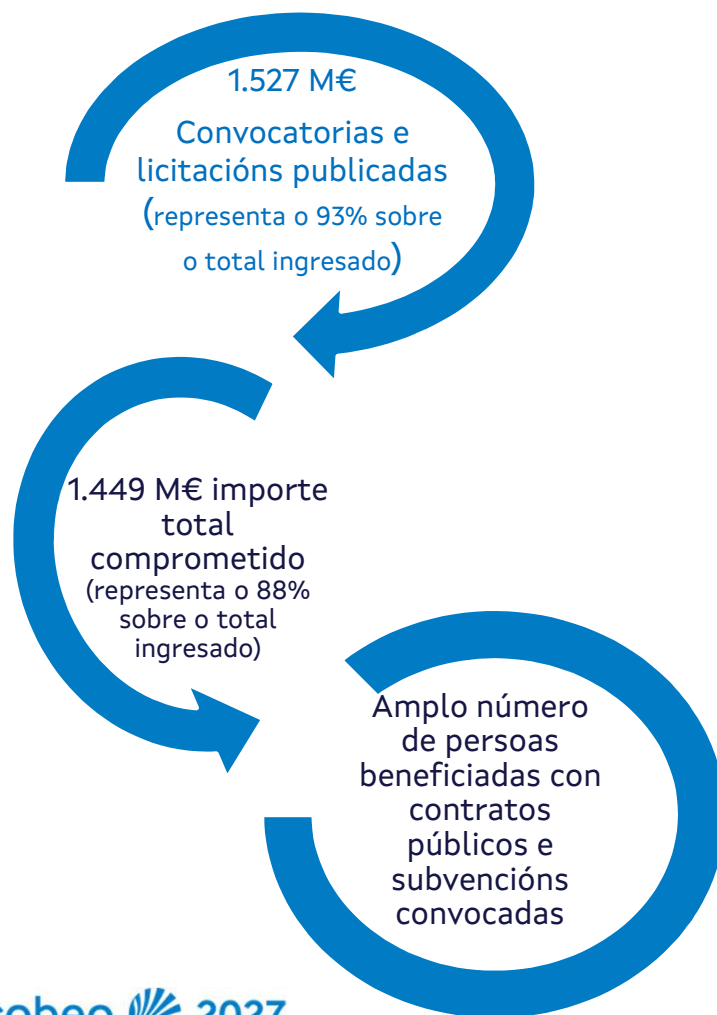 1.527 M€
Convocatorias e
licitacións publicadas
(representa o 93% sobre
o total ingresado)
1.449 M€ importe
total
comprometido
(representa o 88%
sobre o total
ingresado)
Amplo número
de persoas
beneficiadas con
contratos
públicos e
subvencións
convocadas